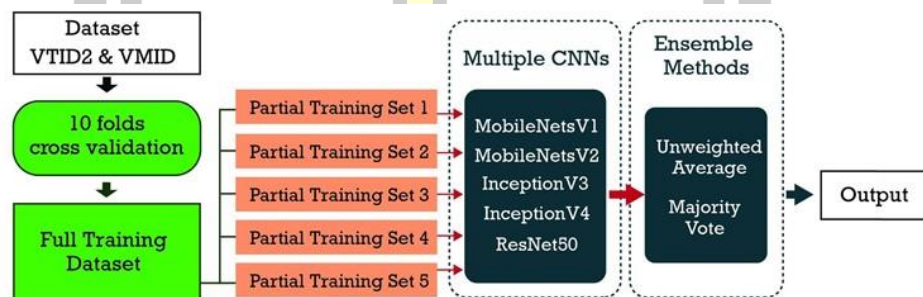 Dataset
VTID2 & VMID
10 folds
cross validation
Full Training
Dataset
Partial Training Set 1
Partial Training Set 2
Partial Training Set 3
Partial Training Set 4
Partial Training Set 5
Multiple CNNs
MobileNetsV1
MobileNetsV2
InceptionV3
InceptionV4
ResNet50
Ensemble
Methods
Unweighted
Average
Majority
Vote
Output